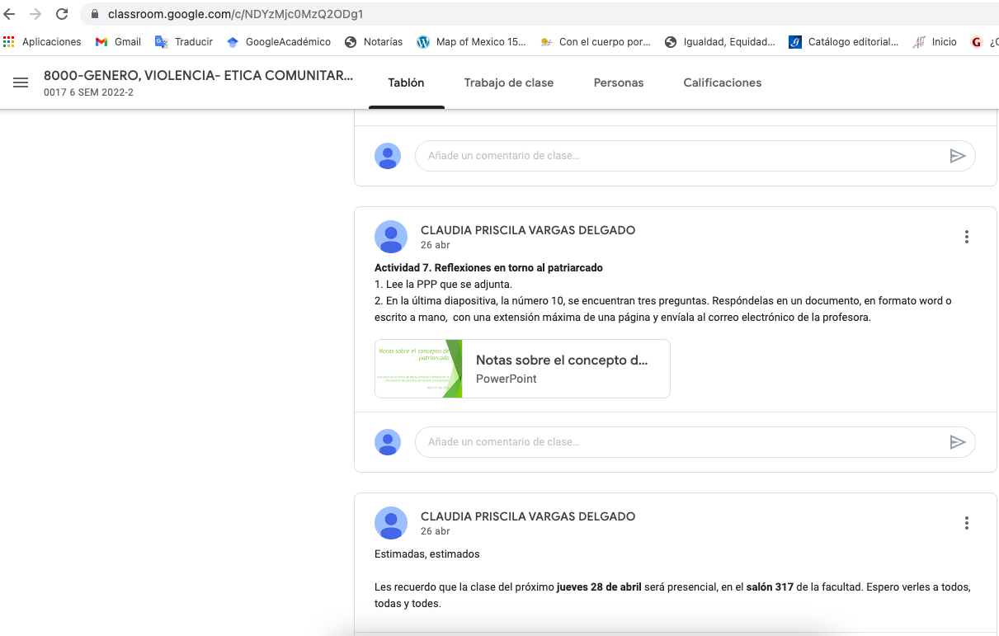 classroom.google.com/c/NDYzMjc0MzQ2ODg1
Aplicaciones Gmail Traducir GoogleAcadémico Notarías Map of Mexico 15... Con el cuerpo por... Igualdad, Equidad... Catálogo editorial... Inicio
8000-GENERO, VIOLENCIA- ETICA COMUNITAR...
0017 6 SEM 2022-2
Tablón Trabajo de clase Personas Calificaciones
Añade un comentario de clase...
CLAUDIA PRISCILA VARGAS DELGADO
26 abr
Actividad 7. Reflexiones en torno al patriarcado
1. Lee la PPP que se adjunta.
2. En la última diapositiva, la número 10, se encuentran tres preguntas. Respóndelas en un documento, en formato word o
escrito a mano, con una extensión máxima de una página y envíala al correo electrónico de la profesora.
Notas sobre el concepto de
patriarcado
Notas sobre el concepto d...
PowerPoint
Añade un comentario de clase...
CLAUDIA PRISCILA VARGAS DELGADO
26 abr
Estimadas, estimados
Les recuerdo que la clase del próximo jueves 28 de abril será presencial, en el salón 317 de la facultad. Espero verles a todos,
todas y todes.